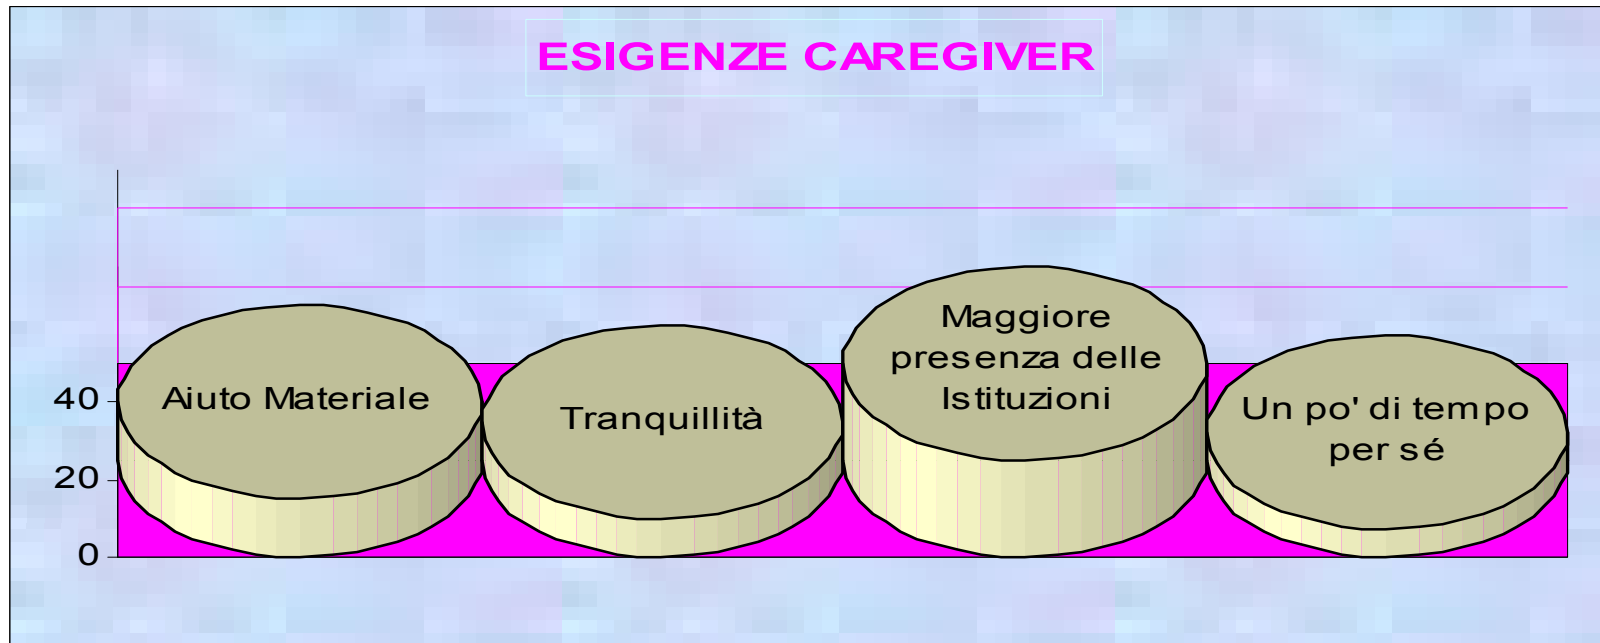 ESIGENZE CAREGIVER
Maggiore
presenza delle
Istituzioni
Aiuto Materiale
Tranquillità
Un po' di tempo
per sé
40
20
0